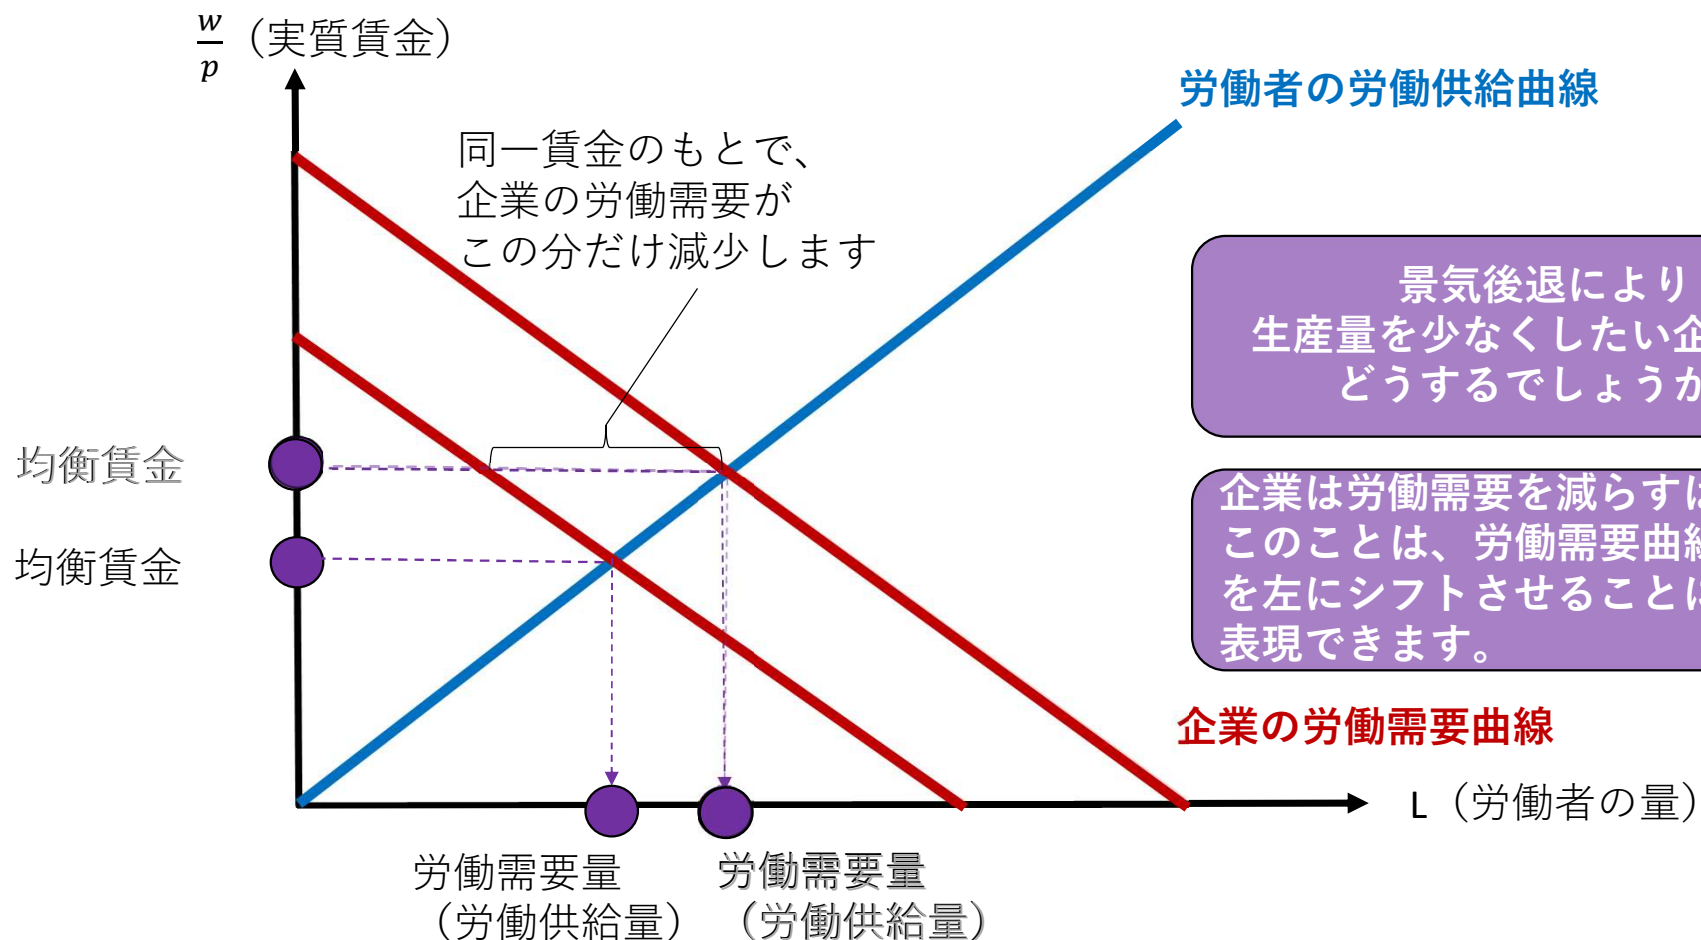 w
p
（実質賃金）
労働者の労働供給曲線
同一賃金のもとで、
企業の労働需要が
この分だけ減少します
景気後退により
生産量を少なくしたい企
どうするでしょうか
均衡賃金
企業は労働需要を減らすは
このことは、労働需要曲線
を左にシフトさせることに
表現できます。
均衡賃金
企業の労働需要曲線
L（労働者の量）
労働需要量
（労働供給量）
労働需要量
（労働供給量）